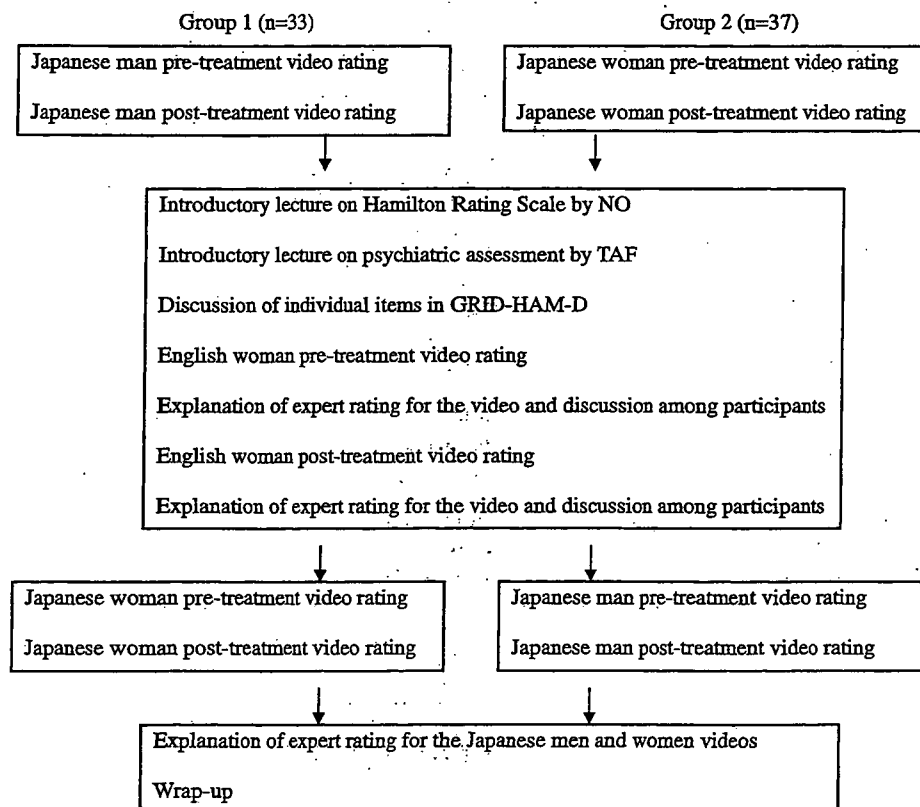 Group 1 (n=33)
Group 2 (n=37)
Japanese man pre-treatment video rating
Japanese man post-treatment video rating
Japanese woman pre-treatment video rating
Japanese woman post-treatment video rating
Introductory lecture on Hamilton Rating Scale by NO
Introductory lecture on psychiatric assessment by TAF
Discussion of individual items in GRID-HAM-D
English woman pre-treatment video rating
Explanation of expert rating for the video and discussion among participants
English woman post-treatment video rating
Explanation of expert rating for the video and discussion among participants
Japanese woman pre-treatment video rating
Japanese woman post-treatment video rating
Japanese man pre-treatment video rating
Japanese man post-treatment video rating
Explanation of expert rating for the Japanese men and women videos
Wrap-up